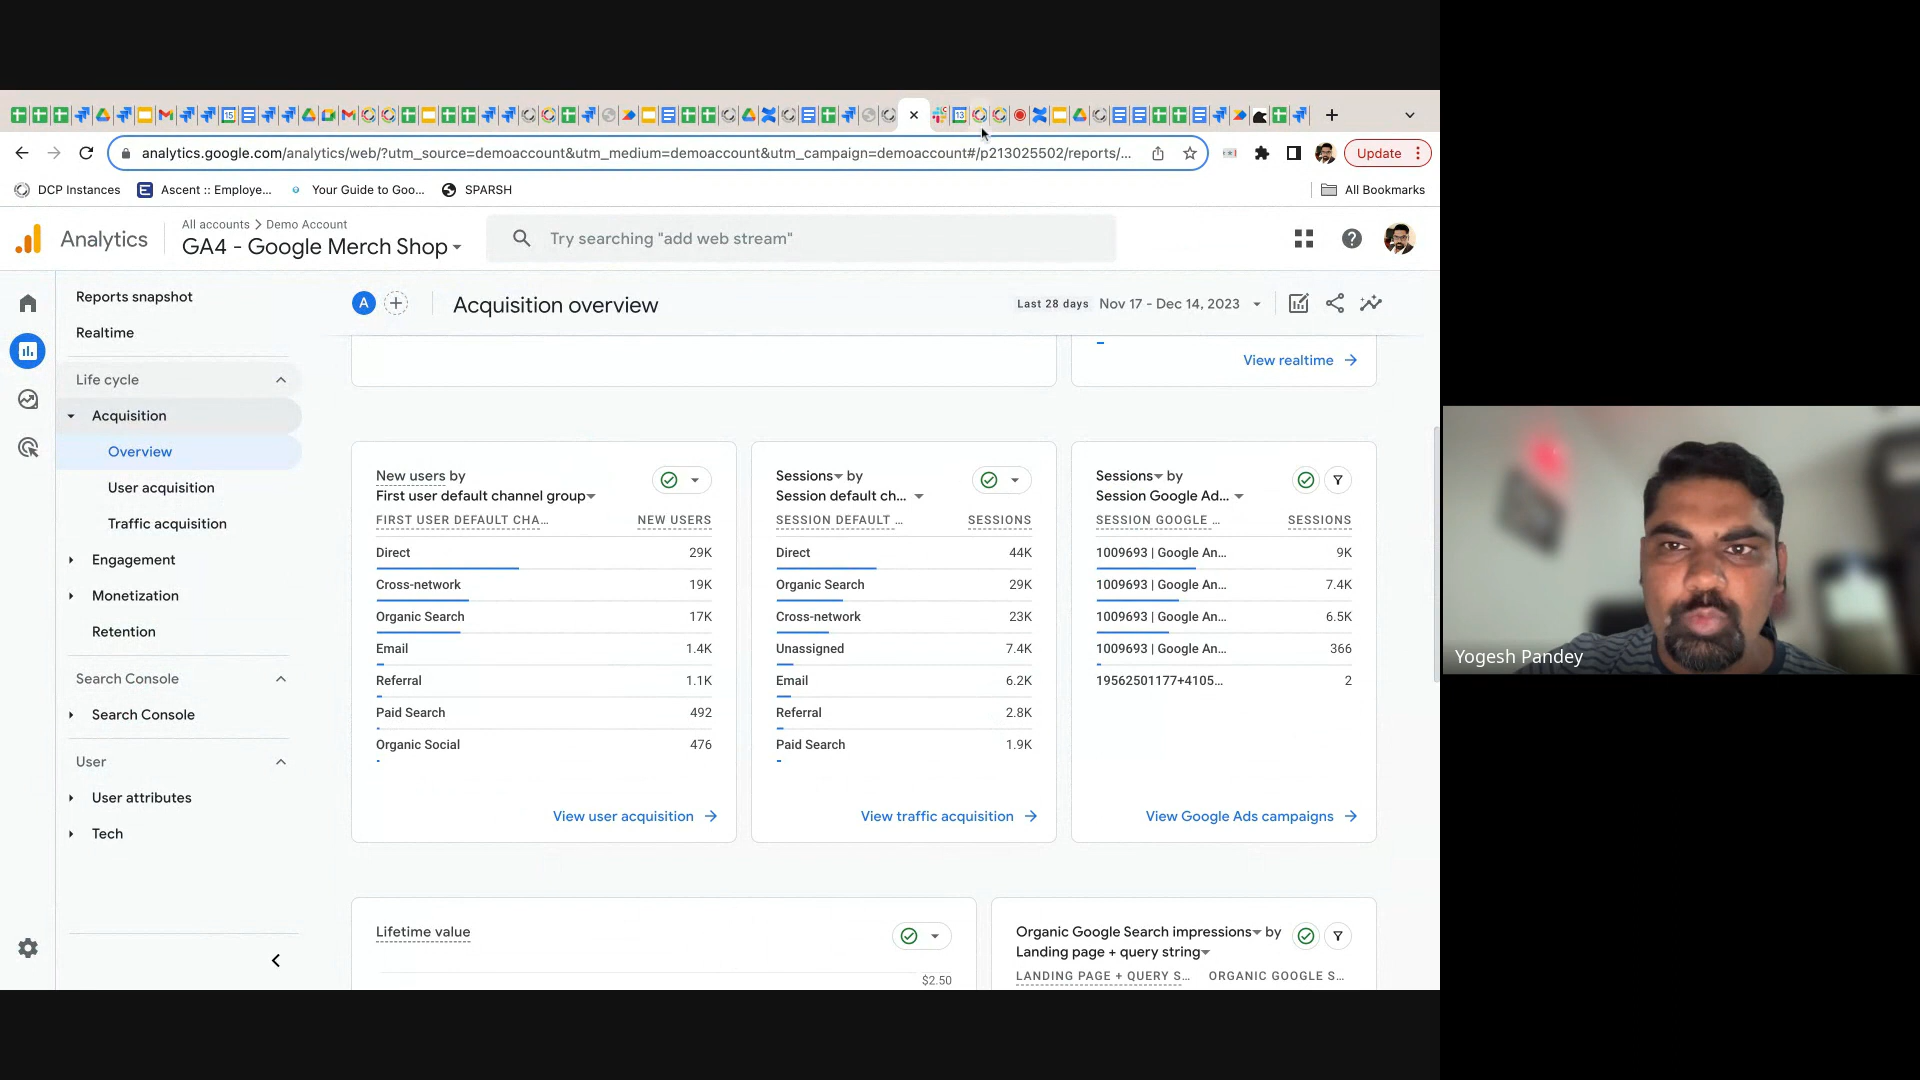 15
13
analytics.google.com/analytics/web/?utm_source=demoaccount&utm_medium=demoaccount&utm_campaign=demoaccount#/p213025502/reports/...
Update
DCP Instances
Ascent :: Employe...
Your Guide to Goo...
SPARSH
All Bookmarks
Analytics
All accounts > Demo Account
GA4 - Google Merch Shop
Try searching "add web stream"
Reports snapshot
Realtime
Life cycle
Acquisition
Overview
User acquisition
Traffic acquisition
Engagement
Monetization
Retention
Search Console
Search Console
User
User attributes
Tech
A
Acquisition overview
Last 28 days Nov 17 - Dec 14, 2023
View realtime
New users by
First user default channel group
FIRST USER DEFAULT CHA... NEW USERS
Direct 29K
Cross-network 19K
Organic Search 17K
Email 1.4K
Referral 1.1K
Paid Search 492
Organic Social 476
View user acquisition
Sessions by
Session default ch...
SESSION DEFAULT ... SESSIONS
Direct 44K
Organic Search 29K
Cross-network 23K
Unassigned 7.4K
Email 6.2K
Referral 2.8K
Paid Search 1.9K
View traffic acquisition
Sessions by
Session Google Ad...
SESSION GOOGLE ... SESSIONS
1009693 | Google An... 9K
1009693 | Google An... 7.4K
1009693 | Google An... 6.5K
1009693 | Google An... 366
19562501177+4105... 2
View Google Ads campaigns
Lifetime value
$2.50
Organic Google Search impressions by
Landing page + query string
LANDING PAGE + QUERY S... ORGANIC GOOGLE S...
Yogesh Pandey